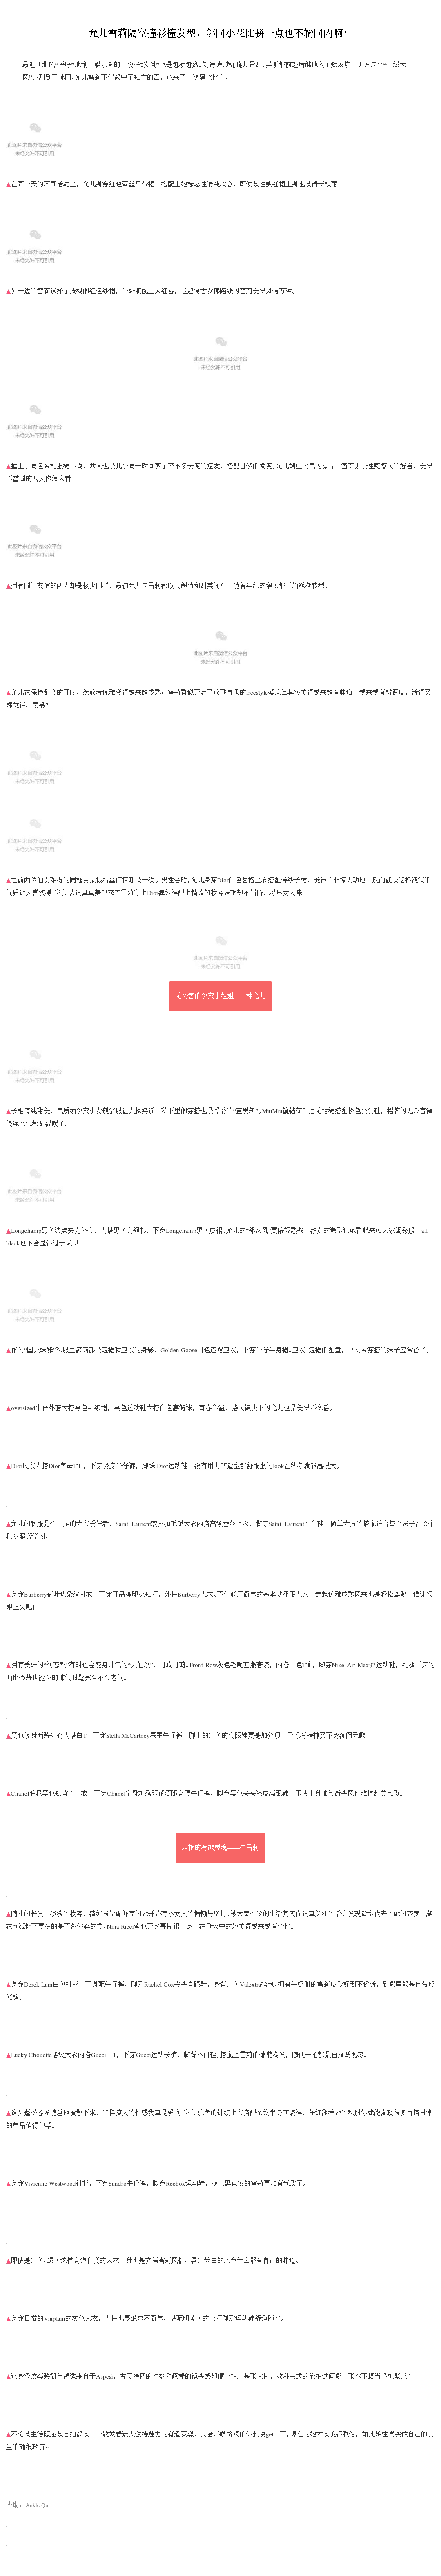 允儿雪莉隔空撞衫撞发型，邻国小花比拼一点也不输国内啊！
最近西北风“呼呼”地刮，娱乐圈的一股“短发风”也是愈演愈烈。刘诗诗、赵丽颖、景甜、吴昕都前赴后继地入了短发坑，听说这个“十级大
风”还刮到了韩国。允儿雪莉不仅都中了短发的毒，还来了一次隔空比美。
此图片来自微信公众平台
未经允许不可引用
▲在同一天的不同活动上，允儿身穿红色蕾丝吊带裙，搭配上她标志性清纯妆容，即便是性感红裙上身也是清新靓丽。
此图片来自微信公众平台
未经允许不可引用
▲另一边的雪莉选择了透视的红色纱裙，牛奶肌配上大红唇，走起复古女郎路线的雪莉美得风情万种。
此图片来自微信公众平台
未经允许不可引用
此图片来自微信公众平台
未经允许不可引用
▲撞上了同色系礼服裙不说，两人也是几乎同一时间剪了差不多长度的短发，搭配自然的卷度。允儿端庄大气的漂亮，雪莉则是性感撩人的好看，美得
不雷同的两人你怎么看？
此图片来自微信公众平台
未经允许不可引用
▲拥有同门友谊的两人却是极少同框，最初允儿与雪莉都以高颜值和甜美闻名，随着年纪的增长都开始逐渐转型。
此图片来自微信公众平台
未经允许不可引用
▲允儿在保持甜度的同时，绽放着优雅变得越来越成熟；雪莉看似开启了放飞自我的freestyle模式但其实美得越来越有味道，越来越有辨识度，活得又
肆意谁不羡慕？
此图片来自微信公众平台
未经允许不可引用
此图片来自微信公众平台
未经允许不可引用
▲之前两位仙女难得的同框更是被粉丝们惊呼是一次历史性会晤。允儿身穿Dior白色宽格上衣搭配薄纱长裙，美得并非惊天动地，反而就是这样淡淡的
气质让人喜欢得不行。认认真真美起来的雪莉穿上Dior薄纱裙配上精致的妆容妖艳却不媚俗，尽显女人味。
此图片来自微信公众平台
未经允许不可引用
无公害的邻家小姐姐——林允儿
此图片来自微信公众平台
未经允许不可引用
▲长相清纯甜美，气质如邻家少女般舒服让人想接近，私下里的穿搭也是妥妥的“直男斩”。MiuMiu镶钻荷叶边无袖裙搭配粉色尖头鞋，招牌的无公害微
笑连空气都甜温暖了。
此图片来自微信公众平台
未经允许不可引用
▲Longchamp黑色波点夹克外套，内搭黑色高领衫，下穿Longchamp黑色皮裙。允儿的“邻家风”更偏轻熟些，淑女的造型让她看起来如大家闺秀般，all
black也不会显得过于成熟。
此图片来自微信公众平台
未经允许不可引用
▲作为“国民妹妹”私服里满满都是短裙和卫衣的身影，Golden Goose白色连帽卫衣，下穿牛仔半身裙。卫衣+短裙的配置，少女系穿搭的妹子应常备了。
▲oversized牛仔外套内搭黑色针织裙，黑色运动鞋内搭白色高筒袜，青春洋溢，路人镜头下的允儿也是美得不像话。
▲Dior风衣内搭Dior字母T恤，下穿紧身牛仔裤，脚踩 Dior运动鞋，没有用力凹造型舒舒服服的look在秋冬就能赢很大。
▲允儿的私服是个十足的大衣爱好者，Saint Laurent双排扣毛呢大衣内搭高领蕾丝上衣，脚穿Saint Laurent小白鞋，简单大方的搭配适合每个妹子在这个
秋冬照搬学习。
▲身穿Burberry荷叶边条纹衬衣，下穿同品牌印花短裙，外搭Burberry大衣。不仅能用简单的基本款征服大家，走起优雅成熟风来也是轻松驾驭，谁让颜
即正义呢！
▲拥有美好的“初恋颜”有时也会变身帅气的“天仙攻”，可攻可萌。Front Row灰色毛呢西服套装，内搭白色T恤，脚穿Nike Air Max97运动鞋，死板严肃的
西服套装也能穿的帅气时髦完全不会老气。
▲黑色修身西装外套内搭白T，下穿Stella McCartney星星牛仔裤，脚上的红色的高跟鞋更是加分项，干练有精神又不会沉闷无趣。
▲Chanel毛呢黑色短背心上衣，下穿Chanel字母刺绣印花阔腿高腰牛仔裤，脚穿黑色尖头漆皮高跟鞋，即使上身帅气街头风也难掩甜美气质。
妖艳的有趣灵魂——崔雪莉
▲随性的长发，淡淡的妆容，清纯与妖娆并存的她开始有小女人的慵懒与坚持。被大家热议的生活其实你认真关注的话会发现造型代表了她的态度，藏
在“放肆”下更多的是不落俗套的美。Nina Ricci紫色开叉亮片裙上身，在争议中的她美得越来越有个性。
▲身穿Derek Lam白色衬衫，下身配牛仔裤，脚踩Rachel Cox尖头高跟鞋，身背红色Valextra挎包。拥有牛奶肌的雪莉皮肤好到不像话，到哪里都是自带反
光板。
▲Lucky Chouette格纹大衣内搭Gucci白T，下穿Gucci运动长裤，脚踩小白鞋。搭配上雪莉的慵懒卷发，随便一拍都是画报既视感。
▲这头蓬松卷发随意地披散下来，这样撩人的性感我真是爱到不行。驼色的针织上衣搭配条纹半身西装裙，仔细翻着她的私服你就能发现很多百搭日常
的单品值得种草。
▲身穿Vivienne Westwood衬衫，下穿Sandro牛仔裤，脚穿Reebok运动鞋，换上黑直发的雪莉更加有气质了。
▲即使是红色、绿色这样高饱和度的大衣上身也是充满雪莉风格，唇红齿白的她穿什么都有自己的味道。
▲身穿日常的Viaplain的灰色大衣，内搭也要追求不简单，搭配明黄色的长裙脚踩运动鞋舒适随性。
▲这身条纹套装简单舒适来自于Aspesi，古灵精怪的性格和超棒的镜头感随便一拍就是张大片，教科书式的旅拍试问哪一张你不想当手机壁纸？
▲不论是生活照还是自拍都是一个散发着迷人独特魅力的有趣灵魂，只会嘟嘴挤眼的你赶快get一下。现在的她才是美得脱俗，如此随性真实做自己的女
生的确很珍贵~
协助：Ankle Qu